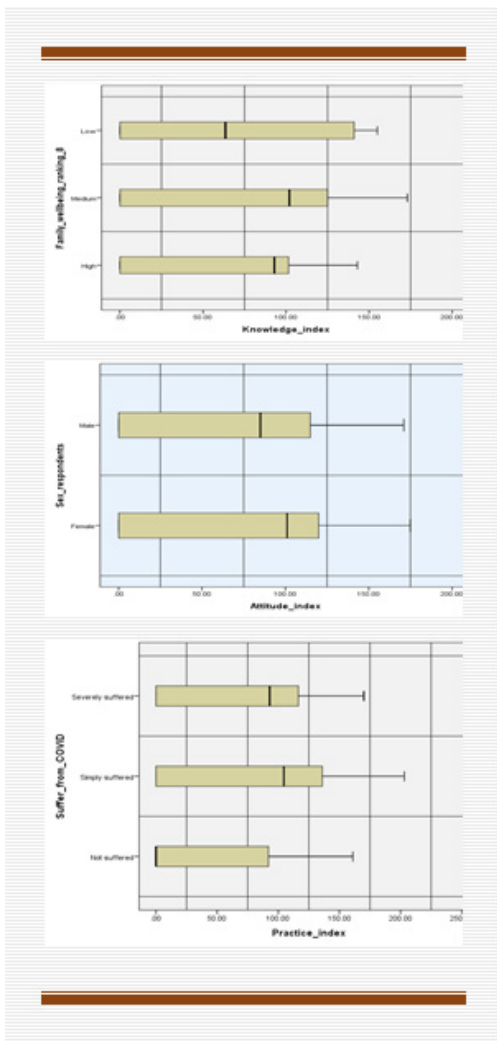 Family_wellbeing_ranking_8
Low
Medium
High
.00 50.00 100.00 150.00 200.00
Knowledge_index
Sex_respondents
Male
Female
.00 50.00 100.00 150.00 200.00
Attitude_index
Suffer_from_COVID
Severely suffered
Simply suffered
Not suffered
.00 50.00 100.00 150.00 200.00 250
Practice_index